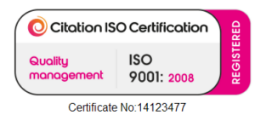 Citation ISO Certification
Quality management
ISO 9001: 2008
REGISTERED
Certificate No:14123477